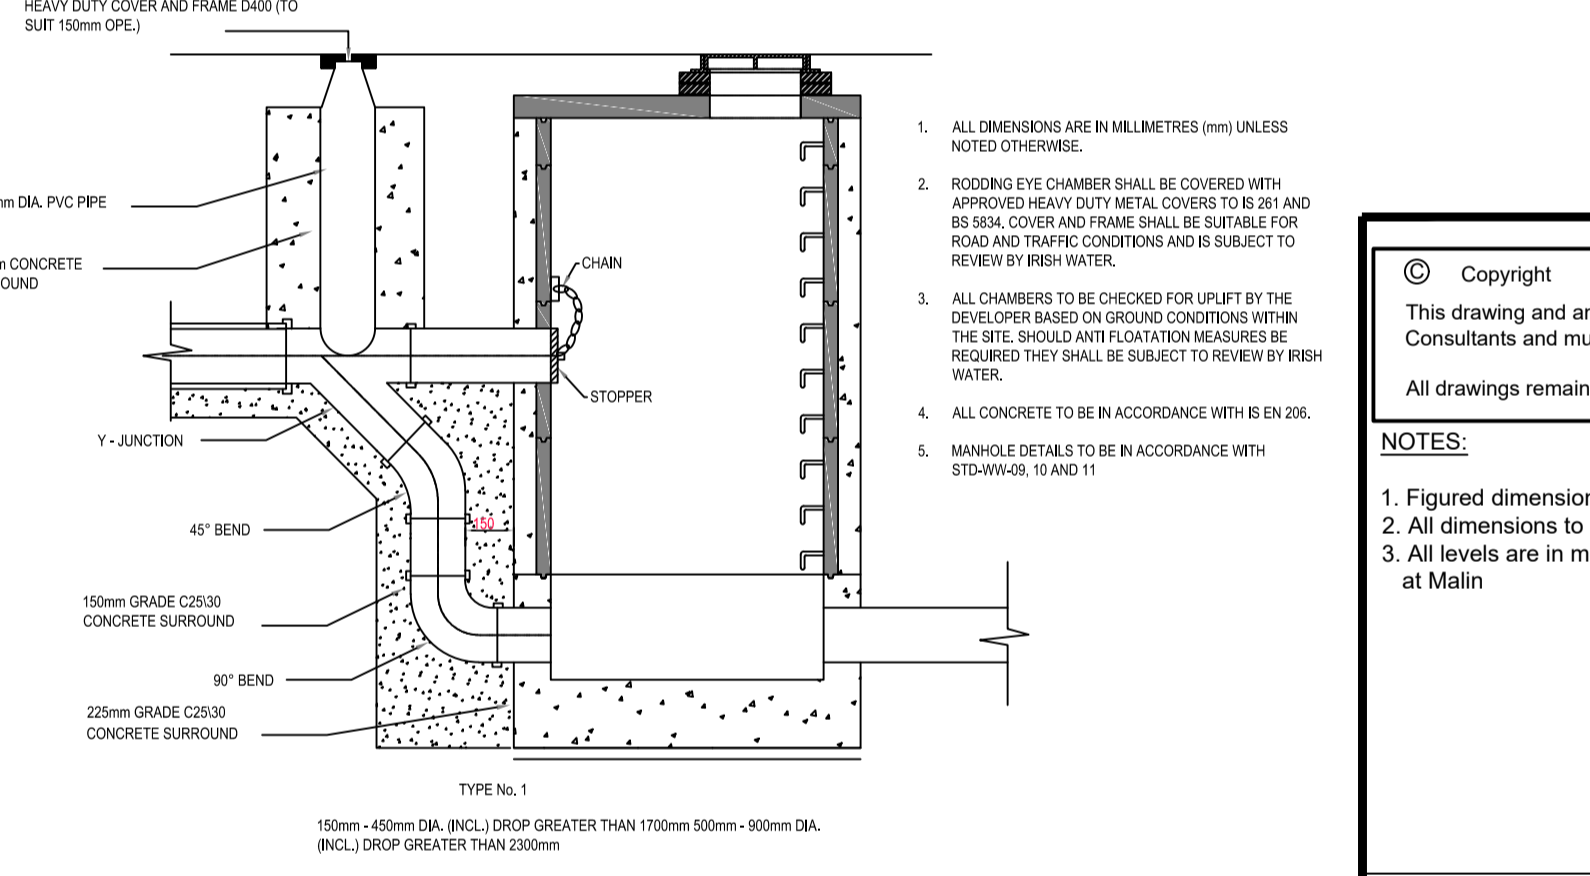 HEAVY DUTY COVER AND FRAME D400 (TO
SUIT 150mm OPE.)
DIA. PVC PIPE
CONCRETE
CHAIN
STOPPER
Y - JUNCTION
45° BEND
150
150mm GRADE C25\30
CONCRETE SURROUND
90° BEND
225mm GRADE C25\30
CONCRETE SURROUND
TYPE No. 1
150mm - 450mm DIA. (INCL.) DROP GREATER THAN 1700mm 500mm - 900mm DIA.
(INCL.) DROP GREATER THAN 2300mm
1. ALL DIMENSIONS ARE IN MILLIMETRES (mm) UNLESS
NOTED OTHERWISE.
2. RODDING EYE CHAMBER SHALL BE COVERED WITH
APPROVED HEAVY DUTY METAL COVERS TO IS 261 AND
BS 5834. COVER AND FRAME SHALL BE SUITABLE FOR
ROAD AND TRAFFIC CONDITIONS AND IS SUBJECT TO
REVIEW BY IRISH WATER.
3. ALL CHAMBERS TO BE CHECKED FOR UPLIFT BY THE
DEVELOPER BASED ON GROUND CONDITIONS WITHIN
THE SITE. SHOULD ANTI FLOATATION MEASURES BE
REQUIRED THEY SHALL BE SUBJECT TO REVIEW BY IRISH
WATER.
4. ALL CONCRETE TO BE IN ACCORDANCE WITH IS EN 206.
5. MANHOLE DETAILS TO BE IN ACCORDANCE WITH
STD-WW-09, 10 AND 11
© Copyright
This drawing and
Consultants and
All drawings remain
NOTES:
1. Figured
2. All dimensions to
3. All levels are in
at Malin